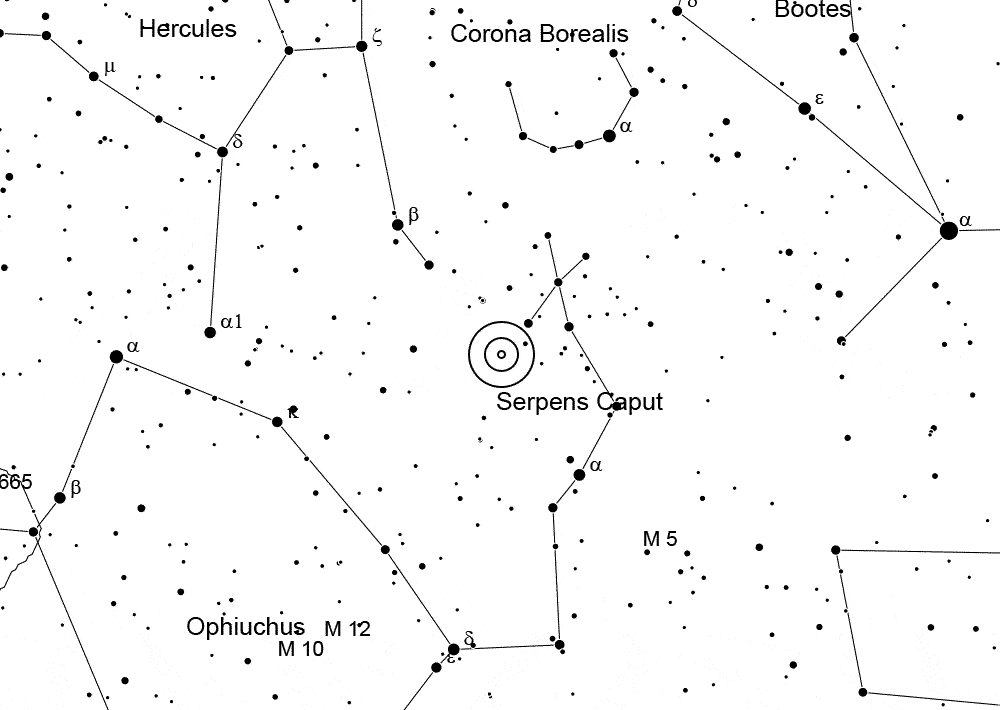 δ
Bootes
Hercules
ζ
Corona Borealis
μ
ε
α
δ
β
α
α1
α
Serpens Caput
κ
α
665
β
M 5
Ophiuchus
M 12
δ
M 10
ε